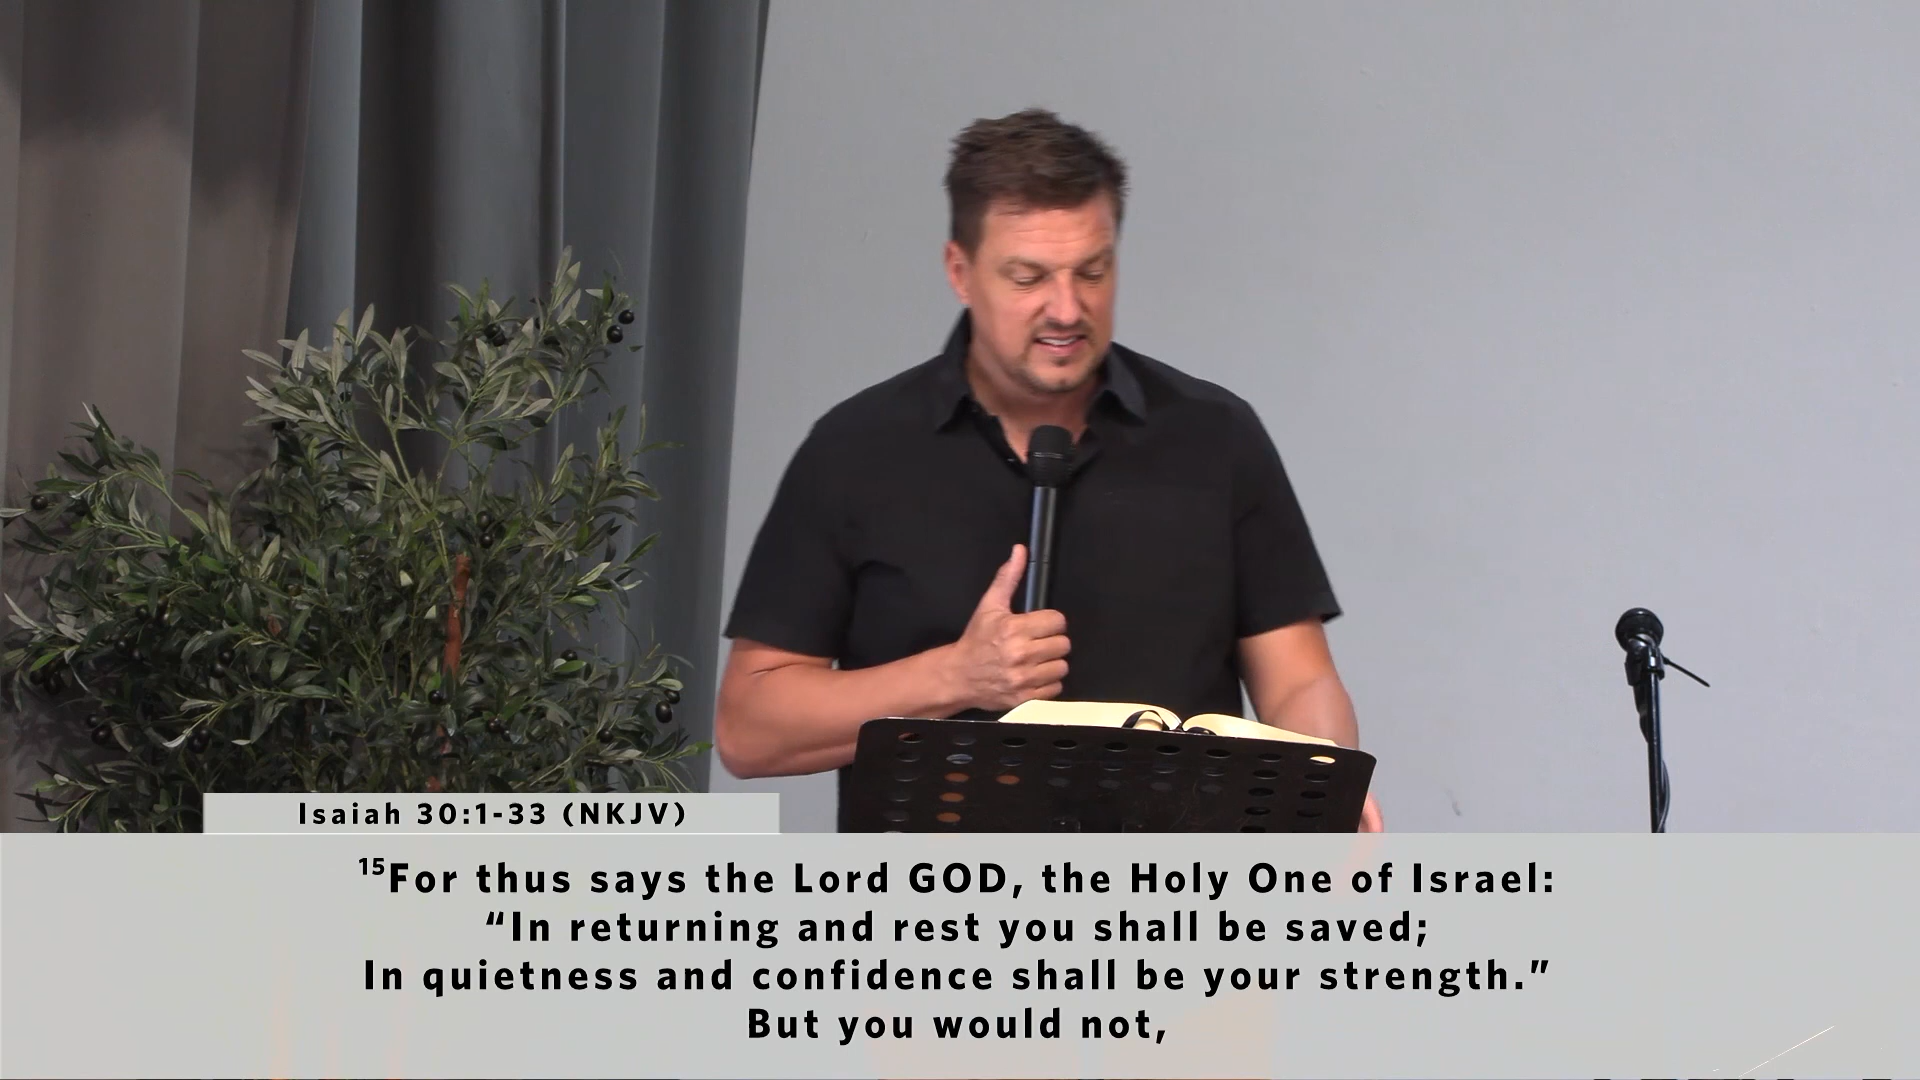 Isaiah 30:1-33 (NKJV)
¹⁵For thus says the Lord GOD, the Holy One of Israel:
“In returning and rest you shall be saved;
In quietness and confidence shall be your strength.”
But you would not,